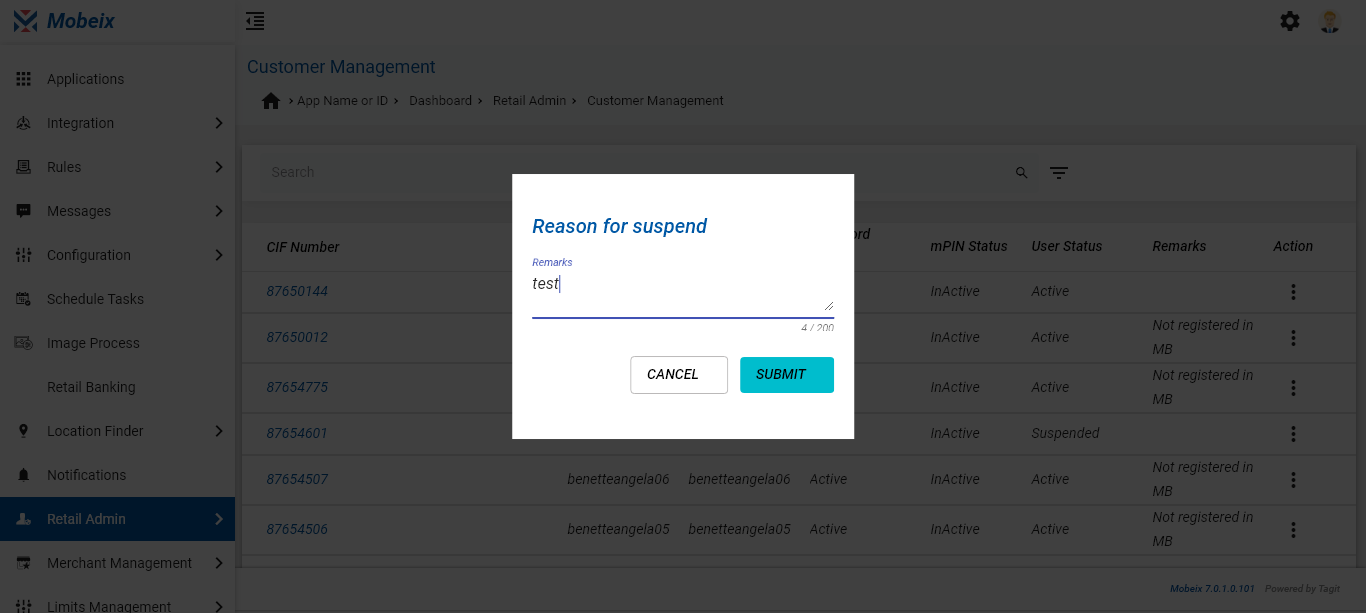 Mobeix
Applications
Integration
Rules
Messages
Configuration
Schedule Tasks
Image Process
Retail Banking
Location Finder
Notifications
Retail Admin
Merchant Management
Limits Management
Customer Management
App Name or ID Dashboard Retail Admin Customer Management
Search
CIF Number mPIN Status User Status Remarks Action
87650144 InActive Active
87650012 InActive Active Not registered in
MB
87654775 InActive Active Not registered in
MB
87654601 InActive Suspended
87654507 benetteangela06 benetteangela06 Active InActive Active Not registered in
MB
87654506 benetteangela05 benetteangela05 Active InActive Active Not registered in
MB
Reason for suspend
Remarks
test
4 / 200
CANCEL SUBMIT
Mobeix 7.0.1.0.101 Powered by Tagit